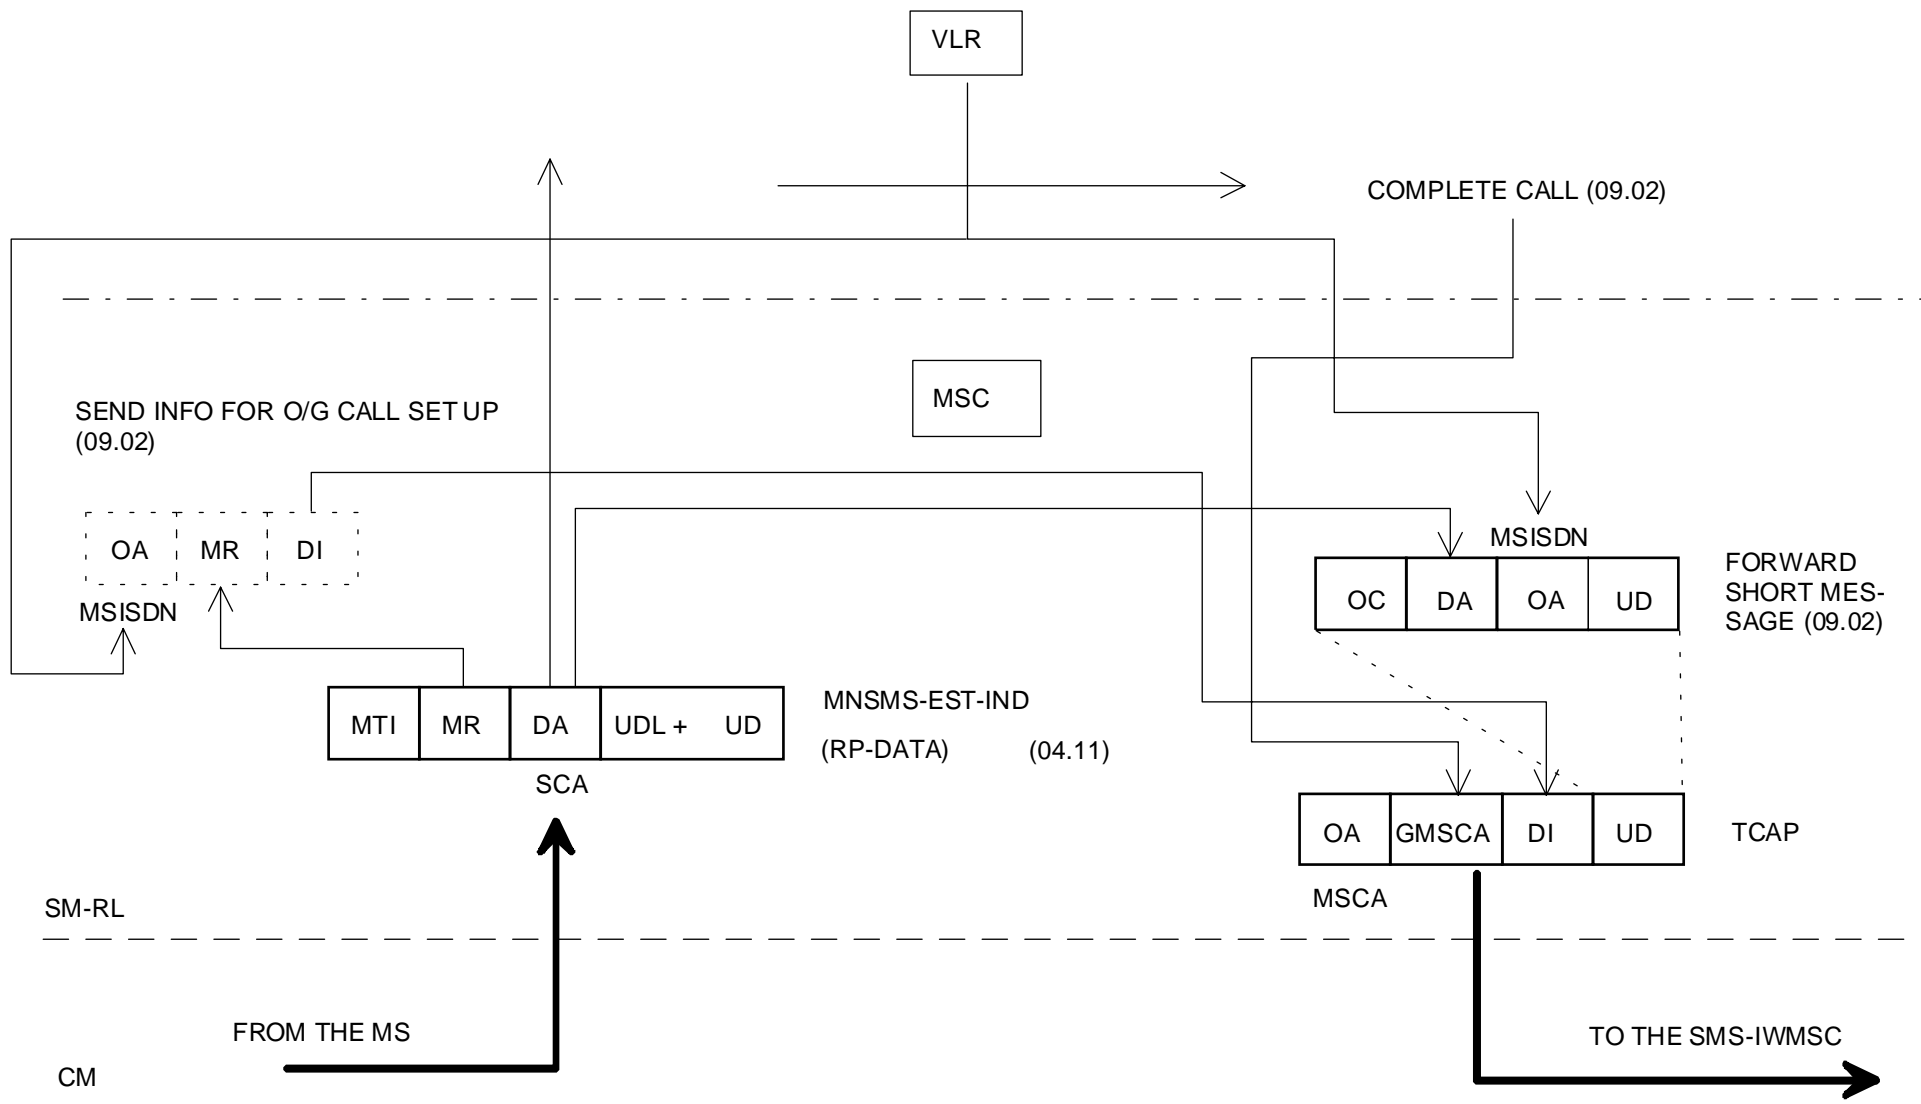 VLR
COMPLETE CALL (09.02)
MSC
SEND INFO FOR O/G CALL SET UP
(09.02)
OA MR DI
MSISDN
MSISDN
OC DA OA UD
FORWARD
SHORT MES-
SAGE (09.02)
MTI MR DA UDL + UD
MNSMS-EST-IND
(RP-DATA) (04.11)
SCA
OA GMSCA DI UD
TCAP
MSCA
SM-RL
FROM THE MS
TO THE SMS-IWMSC
CM